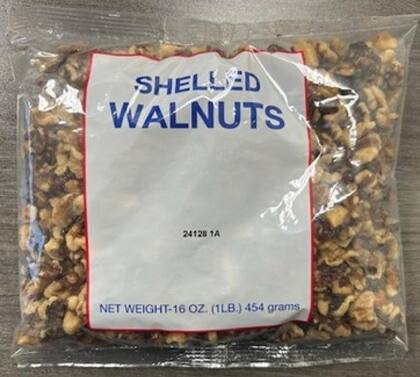 SHELLED
WALNUTS
24128 1A
NET WEIGHT-16 OZ. (1LB.) 454 grams